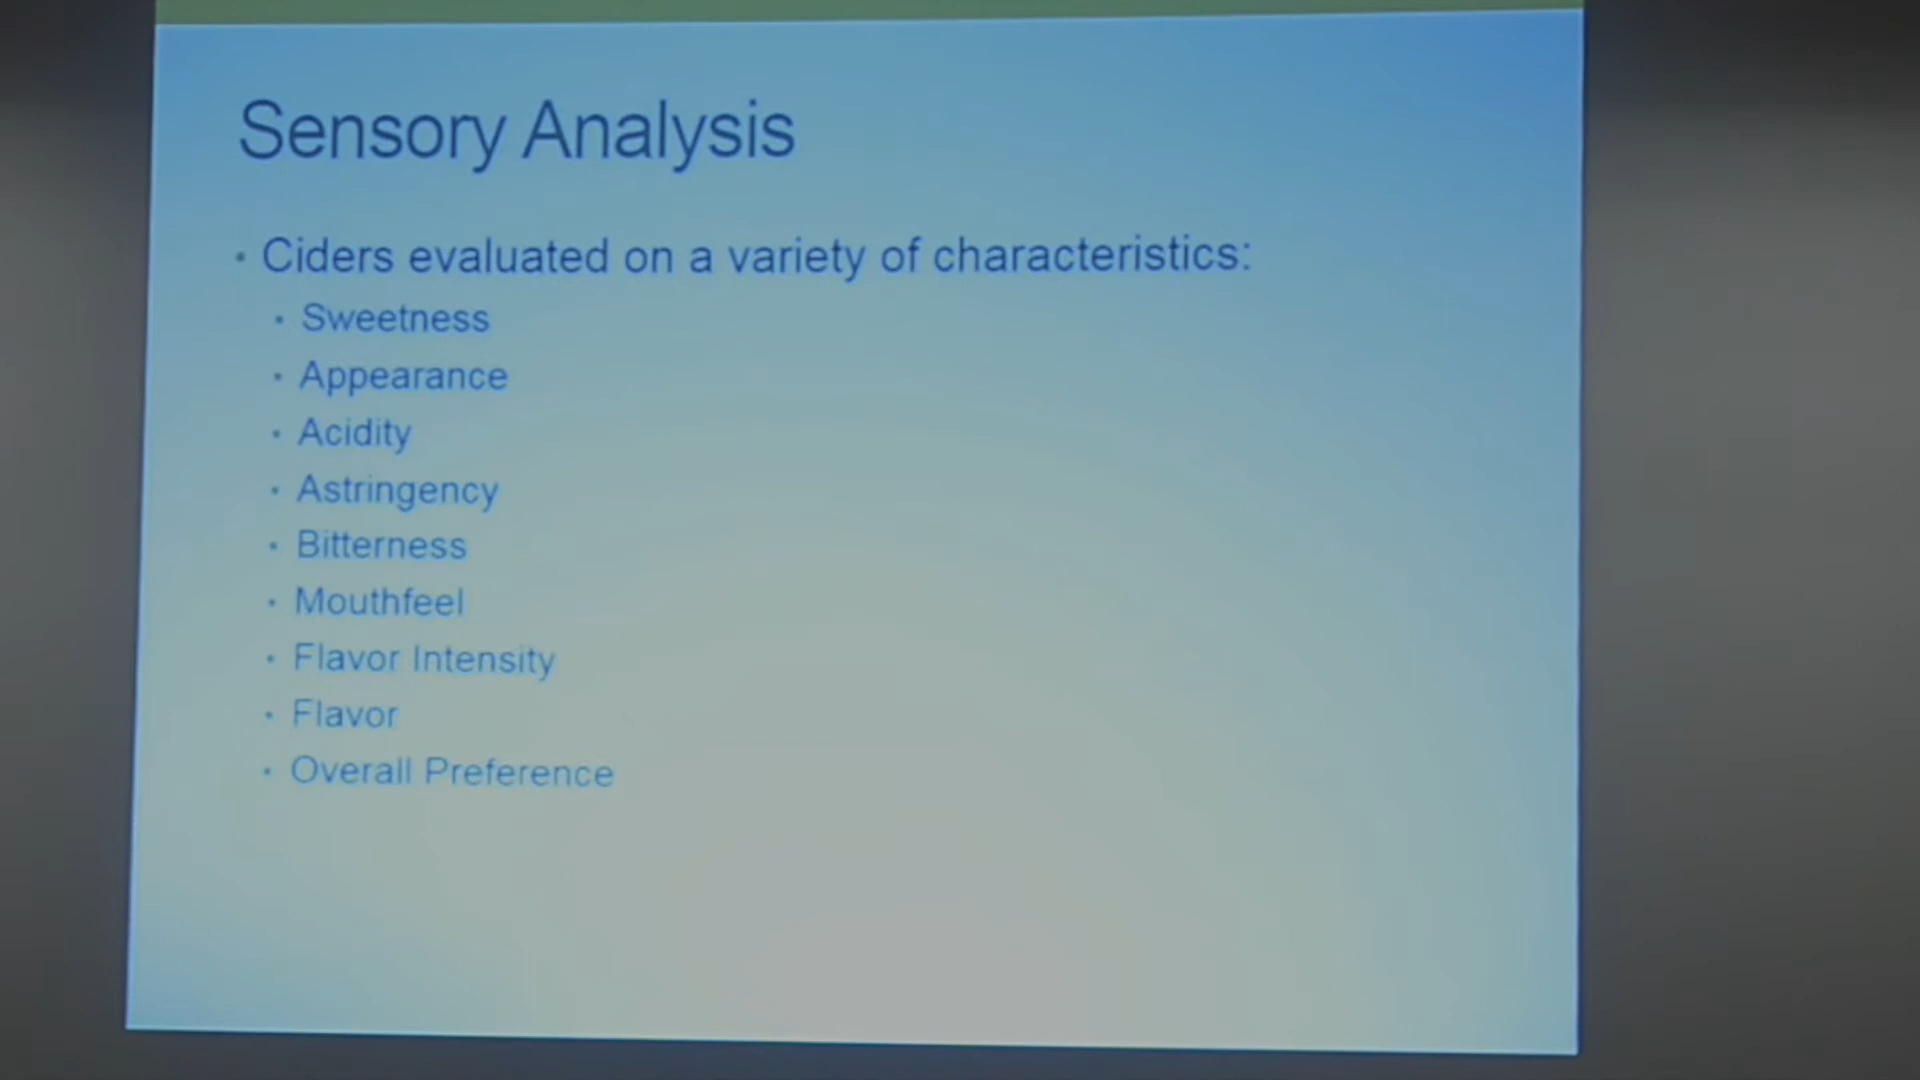 Sensory Analysis
• Ciders evaluated on a variety of characteristics:
• Sweetness
• Appearance
• Acidity
• Astringency
• Bitterness
• Mouthfeel
• Flavor Intensity
• Flavor
• Overall Preference